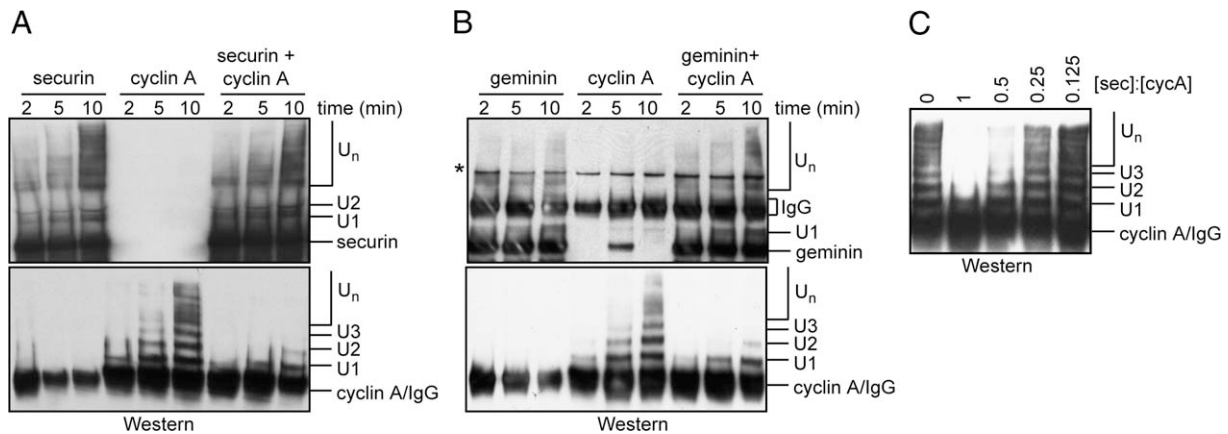 A
securin
cyclin A
securin +
cyclin A
2 5 10 2 5 10 2 5 10 time (min)
Un
U2
U1
securin
Un
U3
U2
U1
cyclin A/IgG
Western
B
geminin
cyclin A
geminin+
cyclin A
2 5 10 2 5 10 2 5 10 time (min)
*
Un
IgG
U1
geminin
Un
U3
U2
U1
cyclin A/IgG
Western
C
0 1 0.5 0.25 0.125 [sec]:[cycA]
Un
U3
U2
U1
cyclin A/IgG
Western